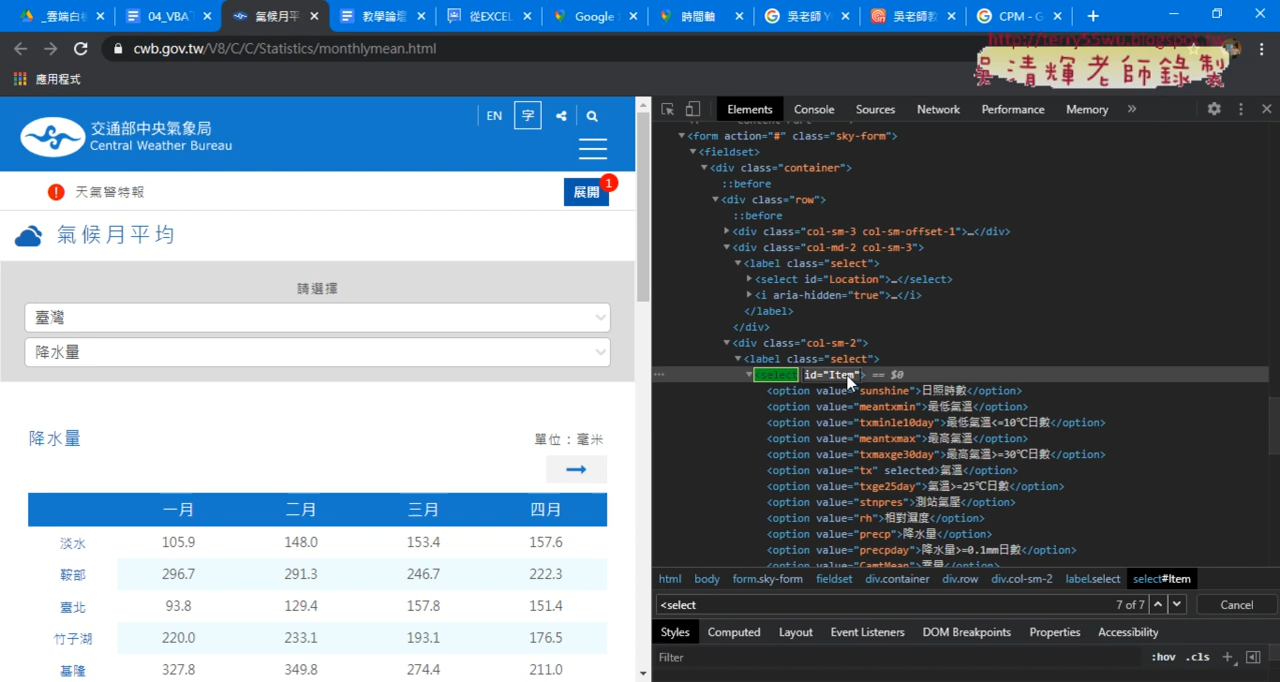 _雲端白板
04_VBA
氣候月平
教學論壇
從EXCEL
Google
時間軸
吳老師 Y
吳老師教
CPM - G
cwb.gov.tw/V8/C/C/Statistics/monthlymean.html
http://terry55wu.blogspot.tw
吳清輝老師錄製
應用程式
交通部中央氣象局
Central Weather Bureau
EN
字
天氣警特報
展開
1
氣候月平均
請選擇
臺灣
降水量
降水量
單位：毫米
一月 二月 三月 四月
淡水 105.9 148.0 153.4 157.6
鞍部 296.7 291.3 246.7 222.3
臺北 93.8 129.4 157.8 151.4
竹子湖 220.0 233.1 193.1 176.5
基隆 327.8 349.8 274.4 211.0
Elements Console Sources Network Performance Memory »
<form action="#" class="sky-form">
<fieldset>
<div class="container">
::before
<div class="row">
::before
<div class="col-sm-3 col-sm-offset-1">…</div>
<div class="col-md-2 col-sm-3">
<label class="select">
<select id="Location">…</select>
<i aria-hidden="true">…</i>
</label>
</div>
<div class="col-sm-2">
<label class="select">
<select id="Item"> == $0
<option value="sunshine">日照時數</option>
<option value="meantxmin">最低氣溫</option>
<option value="txminle10day">最低氣溫<=10℃日數</option>
<option value="meantxmax">最高氣溫</option>
<option value="txmaxge30day">最高氣溫>=30℃日數</option>
<option value="tx" selected>氣溫</option>
<option value="txge25day">氣溫>=25℃日數</option>
<option value="stnpres">測站氣壓</option>
<option value="rh">相對濕度</option>
<option value="precp">降水量</option>
<option value="precpday">降水量>=0.1mm日數</option>
html body form.sky-form fieldset div.container div.row div.col-sm-2 label.select select#Item
<select 7 of 7 Cancel
Styles Computed Layout Event Listeners DOM Breakpoints Properties Accessibility
Filter :hov .cls